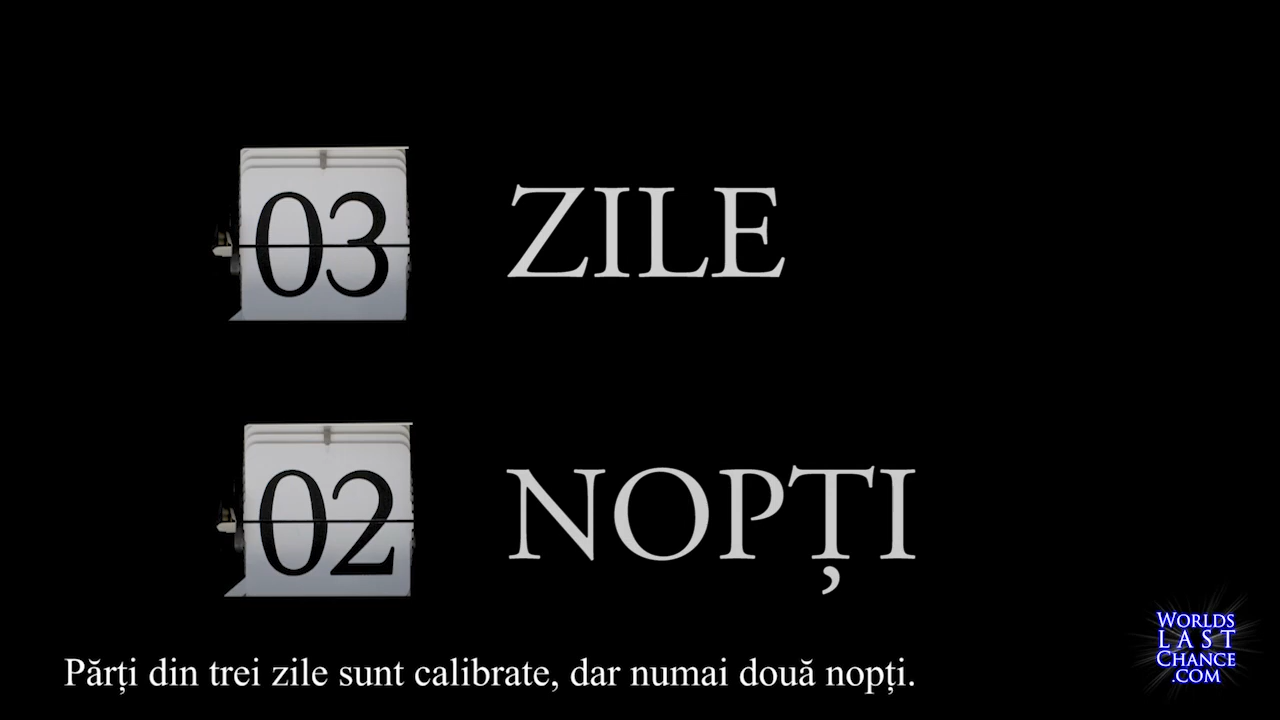 03 ZILE
02 NOPȚI
Părți din trei zile sunt calibrate, dar numai două nopți.
WORLDS
LAST
CHANCE
.COM